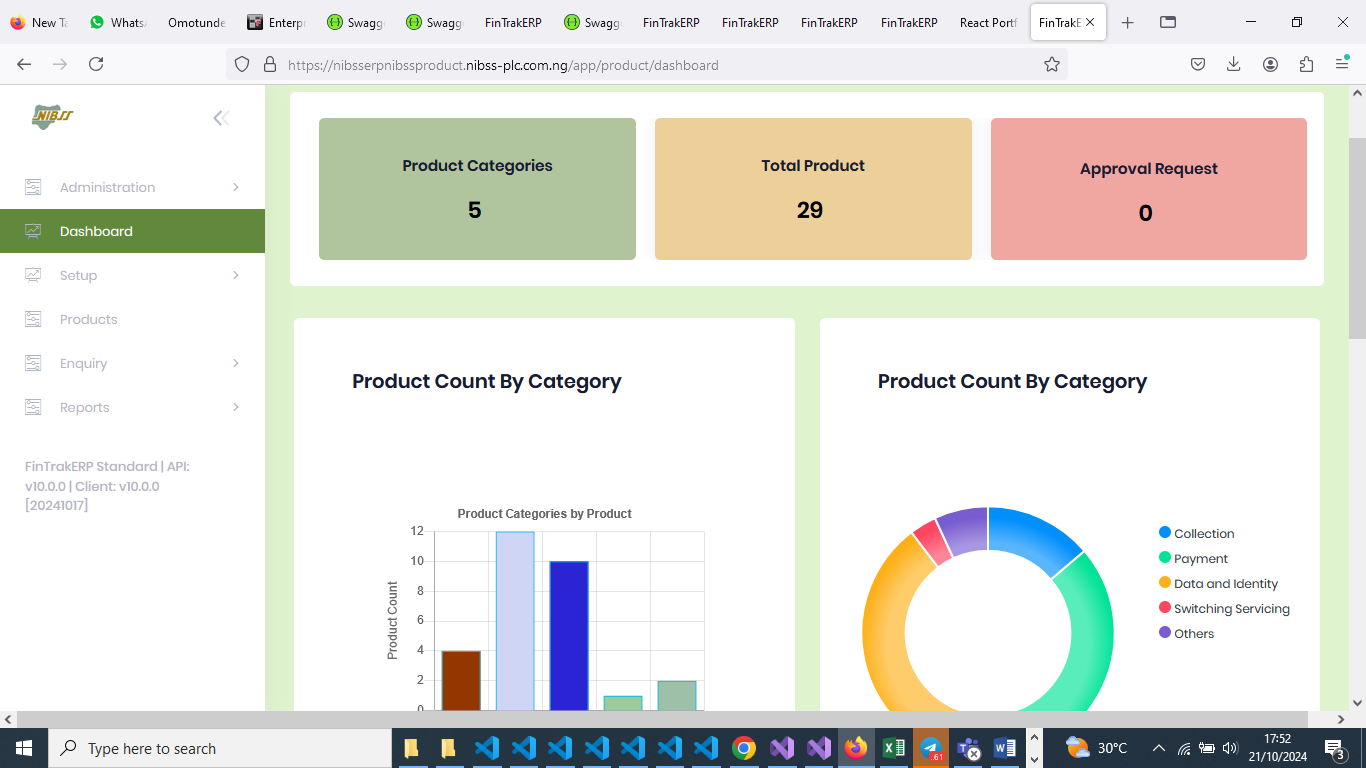 New Ta
WhatsA
Omotunde
Enterpr
Swagg
Swagg
FinTrakERP
Swagg
FinTrakERP
FinTrakERP
FinTrakERP
FinTrakERP
React Portf
FinTrakE
https://nibsserpnibssproduct.nibss-plc.com.ng/app/product/dashboard
NIBSS
Administration
Dashboard
Setup
Products
Enquiry
Reports
FinTrakERP Standard | API:
v10.0.0 | Client: v10.0.0
[20241017]
Product Categories
5
Total Product
29
Approval Request
0
Product Count By Category
Product Categories by Product
Product Count
12
10
8
6
4
2
0
Product Count By Category
Collection
Payment
Data and Identity
Switching Servicing
Others
Type here to search
.61
30°C
17:52
21/10/2024
3